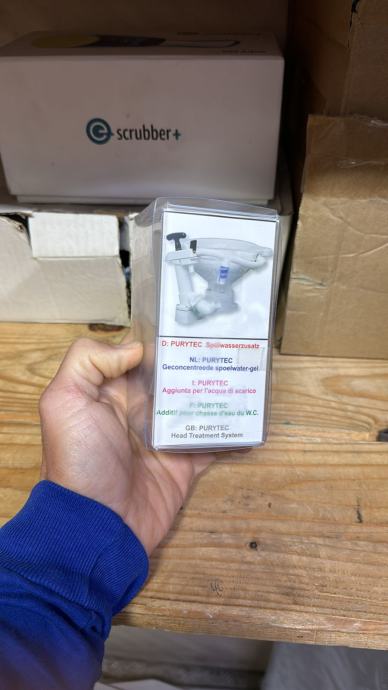 scrubber+
D: PURYTEC Spülwasserzusatz
NL: PURYTEC
Geconcentreede spoelwater-gel
I: PURYTEC
Aggiunta per l'acqua di scarico
F: PURYTEC
Additif pour chasse d'eau du W.C.
GB: PURYTEC
Head Treatment System